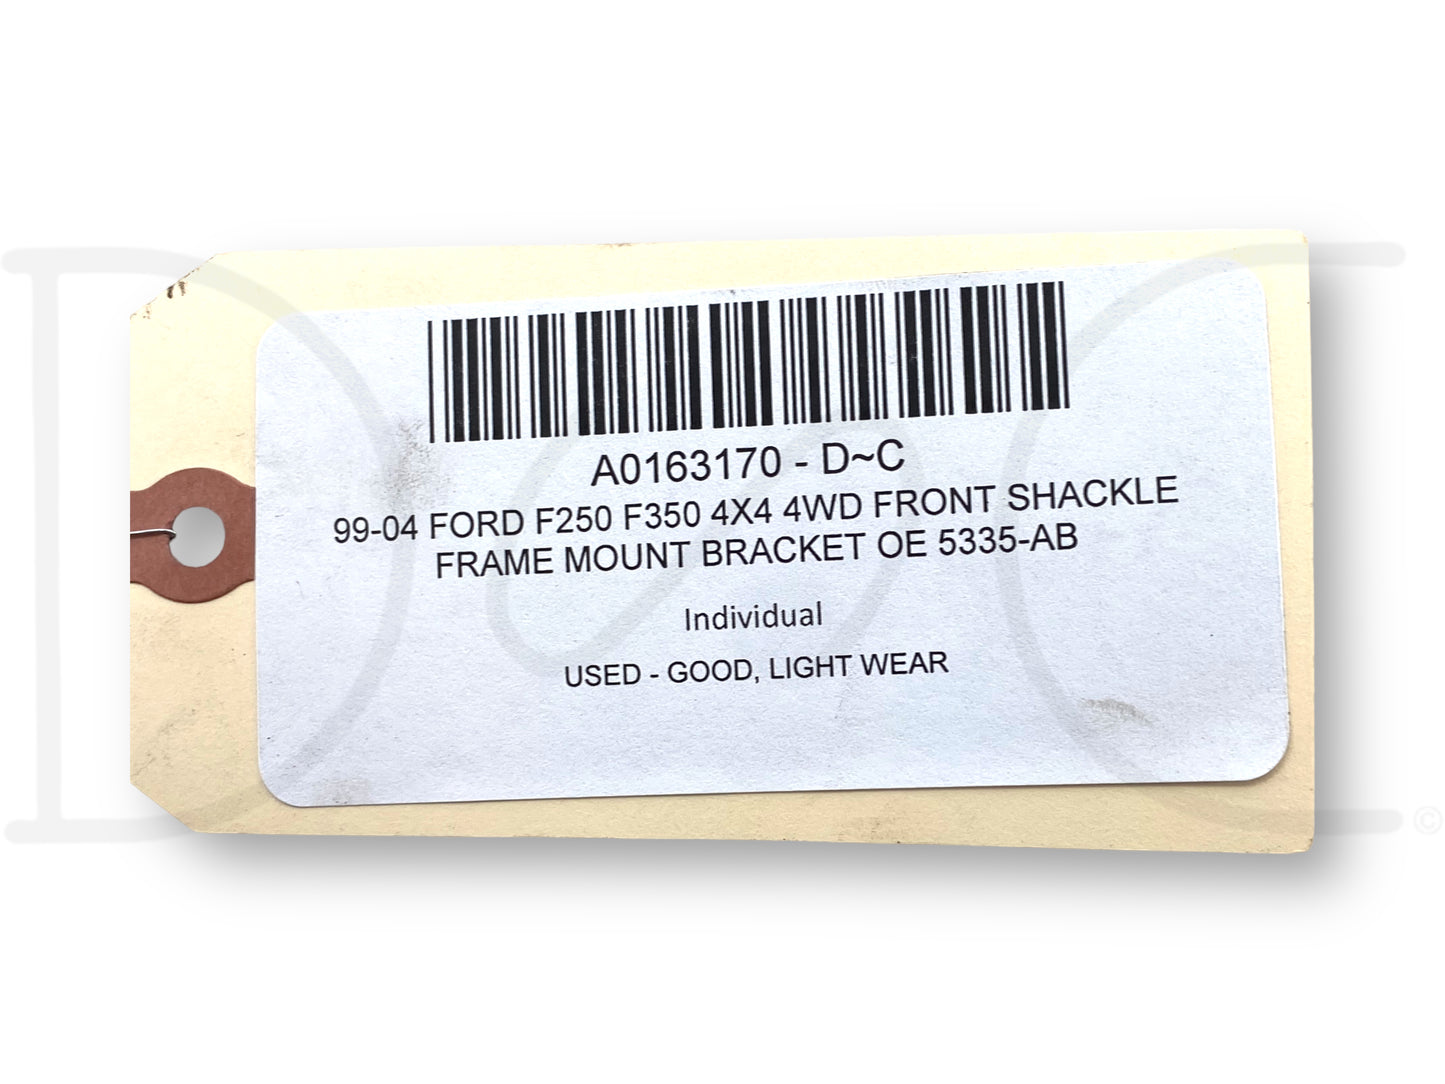 A0163170 - D~C
99-04 FORD F250 F350 4X4 4WD FRONT SHACKLE
FRAME MOUNT BRACKET OE 5335-AB
Individual
USED - GOOD, LIGHT WEAR
D~C©